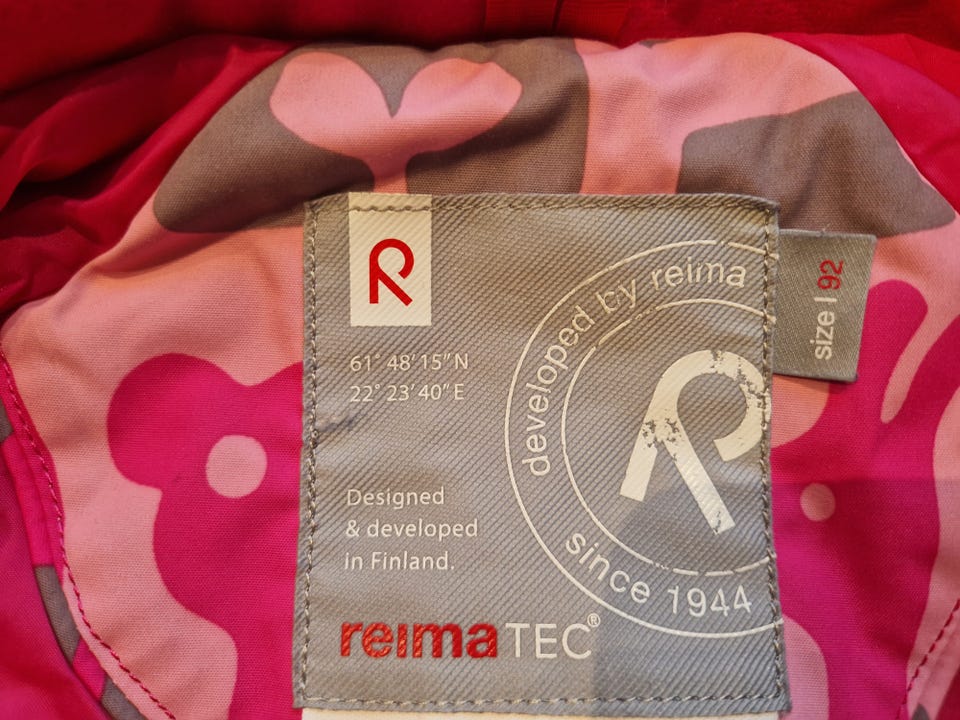 R
61° 48' 15" N
22° 23' 40" E
Designed
& developed
in Finland.
reimaTEC®
developed by reima
R
since 1944
size | 92